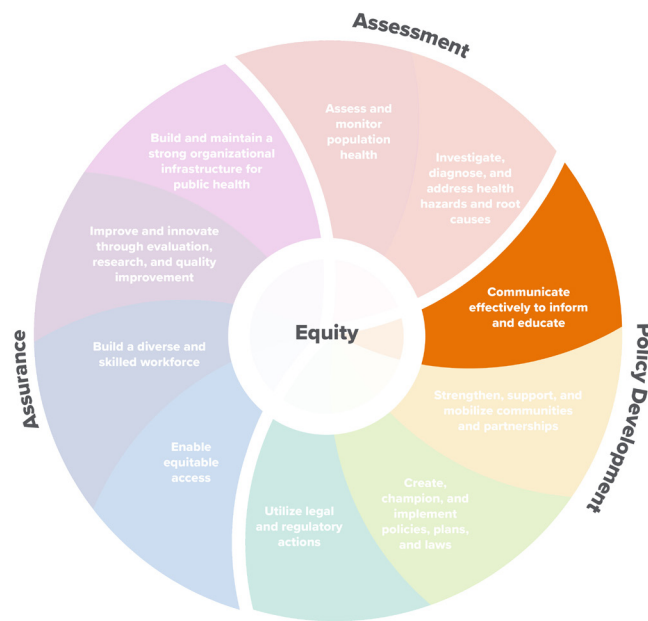 Assessment
Assess and
monitor
population
health
Investigate,
diagnose, and
address health
hazards and root
causes
Policy Development
Communicate
effectively to inform
and educate
Strengthen, support, and
mobilize communities
and partnerships
Create,
champion, and
implement
policies, plans,
and laws
Utilize legal
and regulatory
actions
Assurance
Enable
equitable
access
Build a diverse and
skilled workforce
Improve and innovate
through evaluation,
research, and quality
improvement
Build and maintain a
strong organizational
infrastructure for
public health
Equity